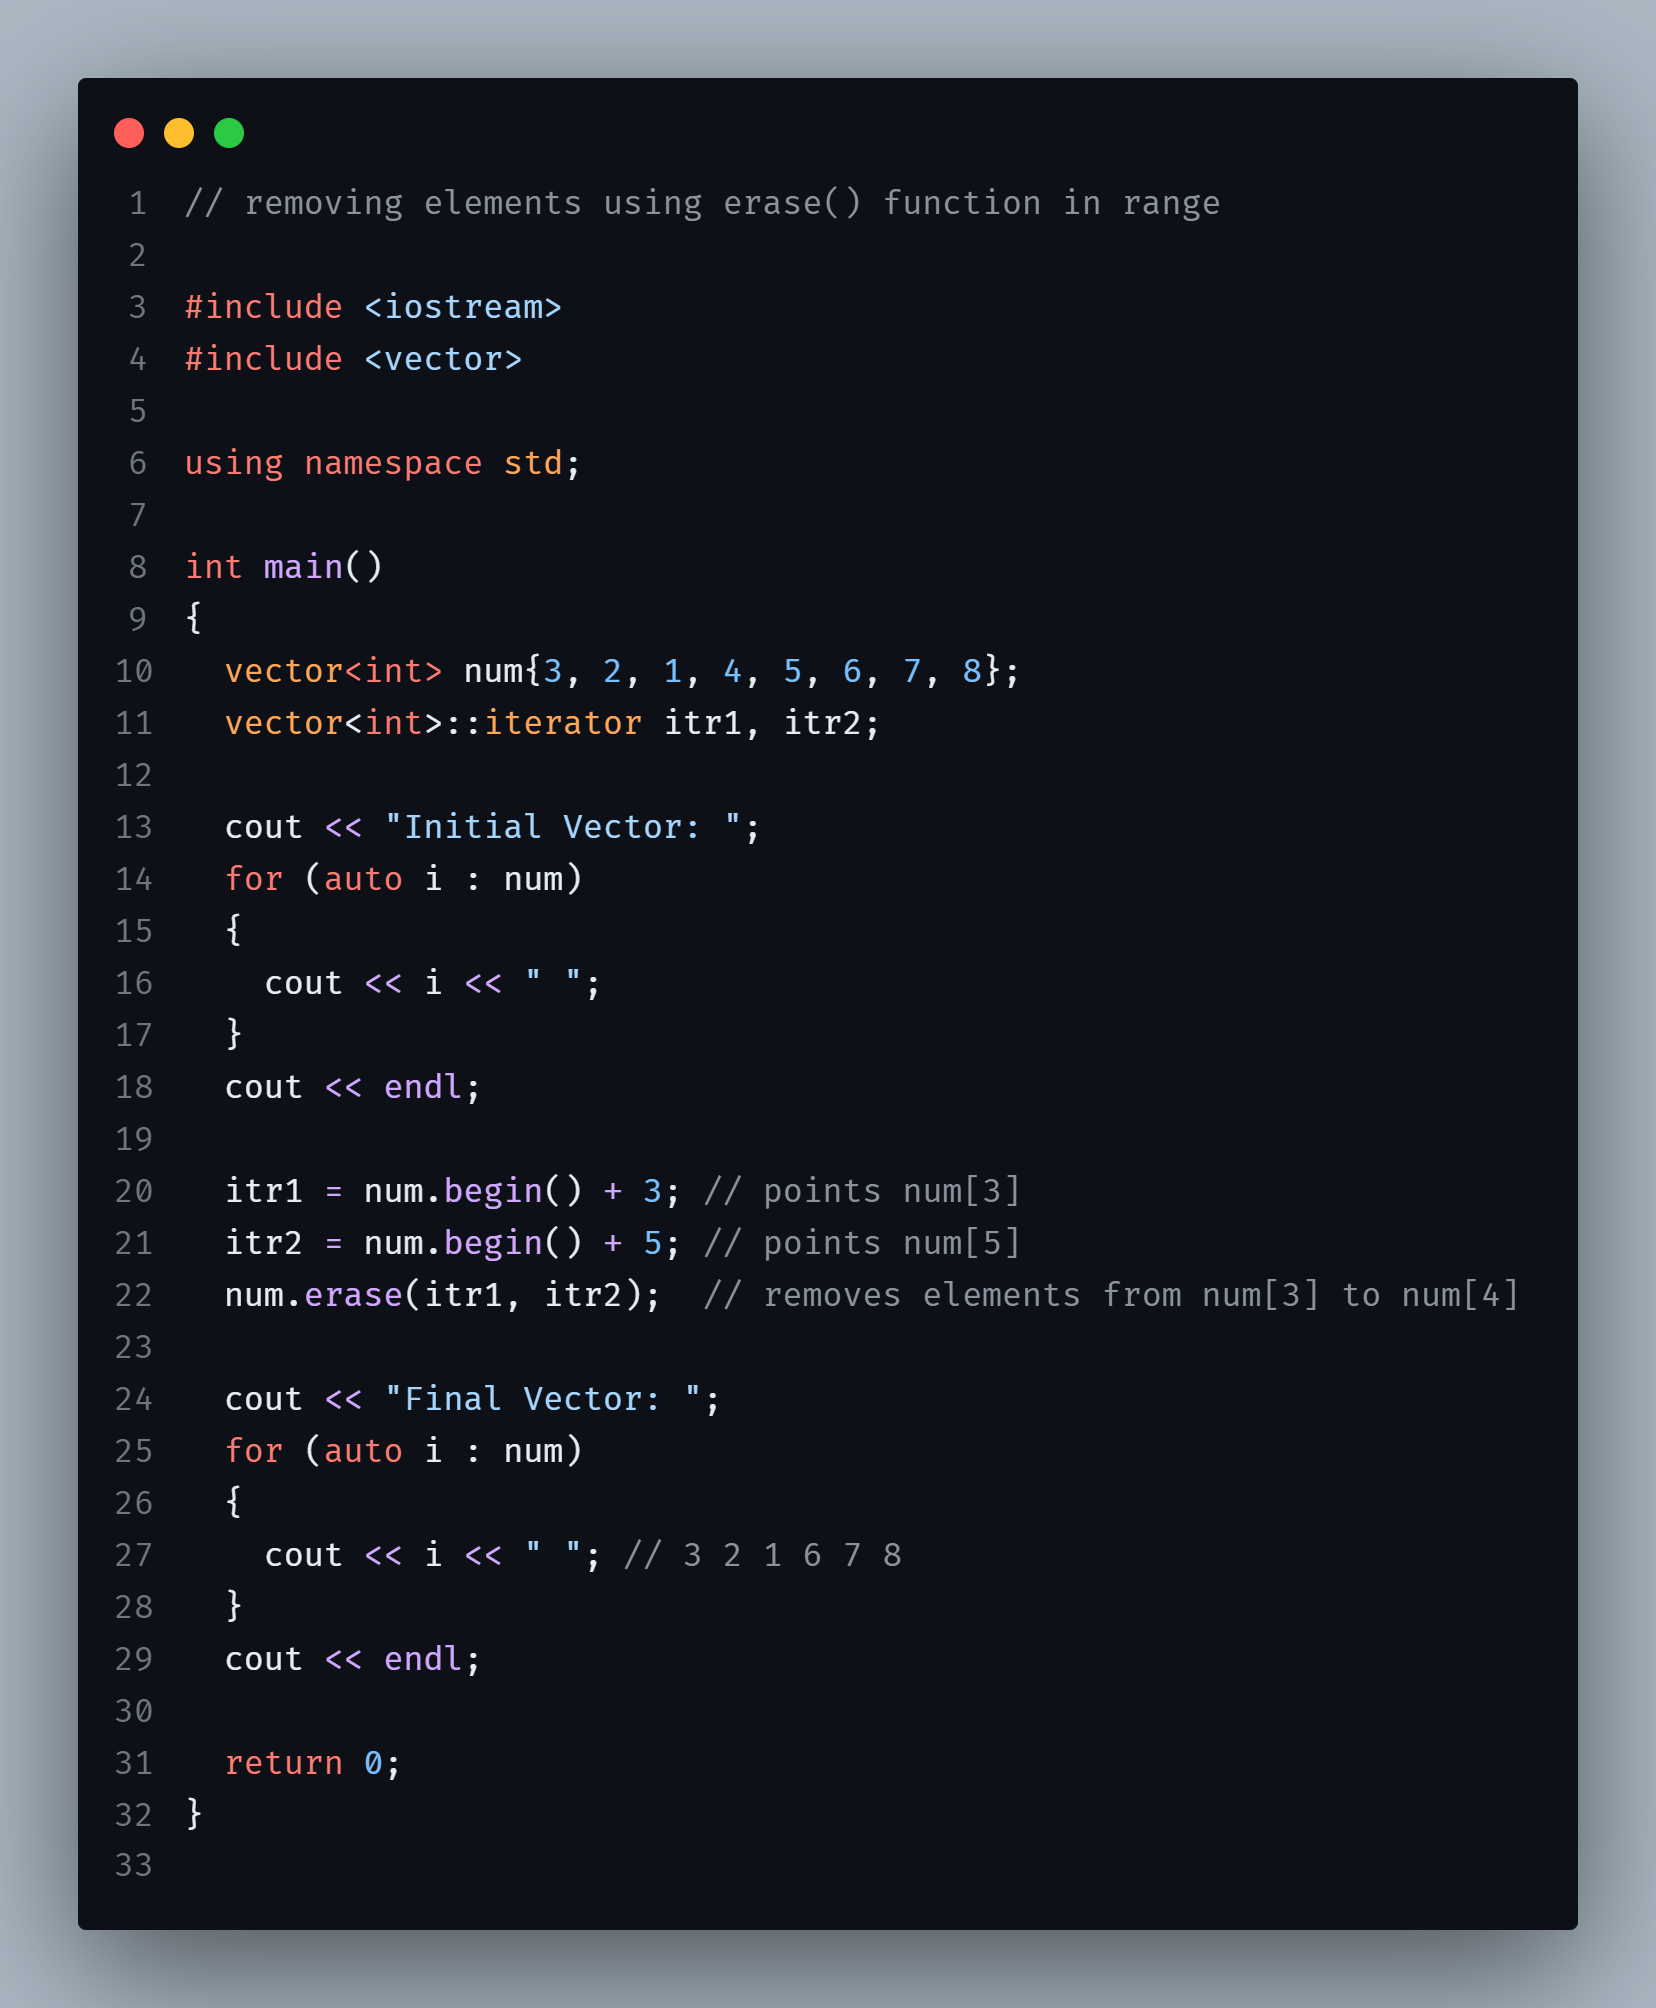 1 // removing elements using erase() function in range
2
3 #include <iostream>
4 #include <vector>
5
6 using namespace std;
7
8 int main()
9 {
10   vector<int> num{3, 2, 1, 4, 5, 6, 7, 8};
11   vector<int>::iterator itr1, itr2;
12
13   cout << "Initial Vector: ";
14   for (auto i : num)
15   {
16     cout << i << " ";
17   }
18   cout << endl;
19
20   itr1 = num.begin() + 3; // points num[3]
21   itr2 = num.begin() + 5; // points num[5]
22   num.erase(itr1, itr2);  // removes elements from num[3] to num[4]
23
24   cout << "Final Vector: ";
25   for (auto i : num)
26   {
27     cout << i << " "; // 3 2 1 6 7 8
28   }
29   cout << endl;
30
31   return 0;
32 }
33